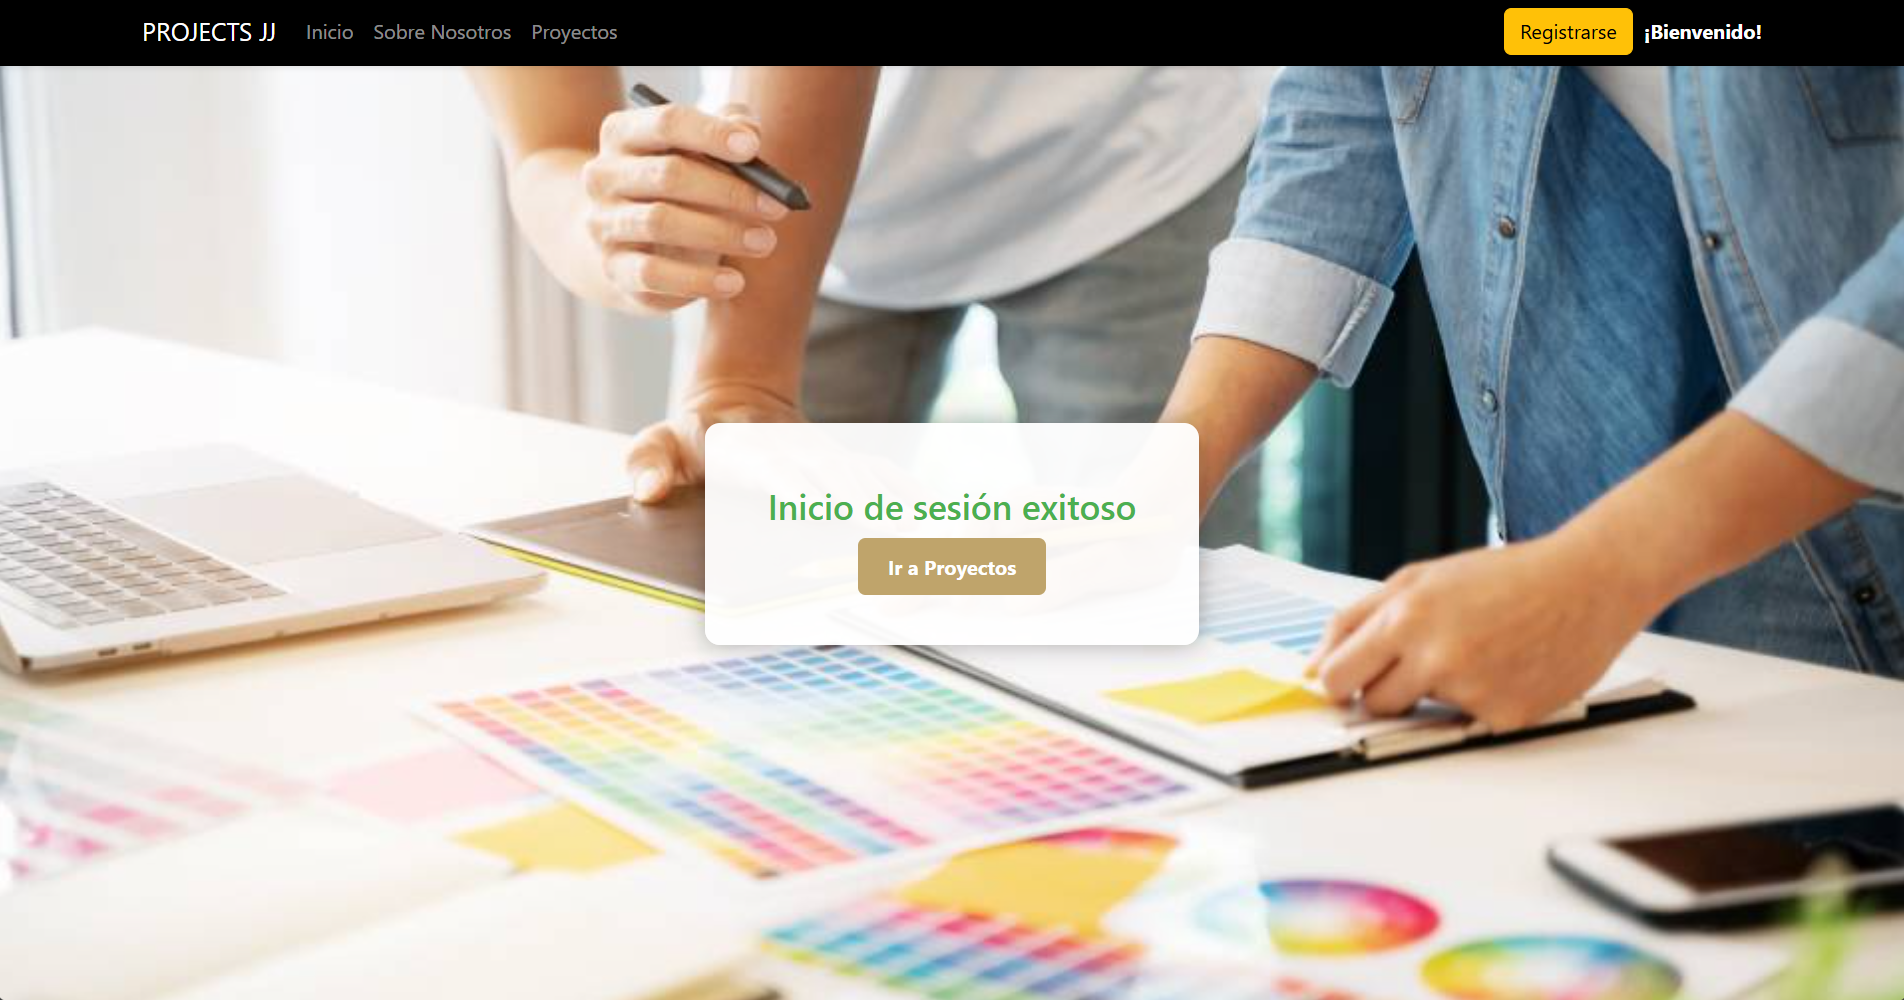 PROJECTS JJ Inicio Sobre Nosotros Proyectos Registrarse ¡Bienvenido!
Inicio de sesión exitoso
Ir a Proyectos